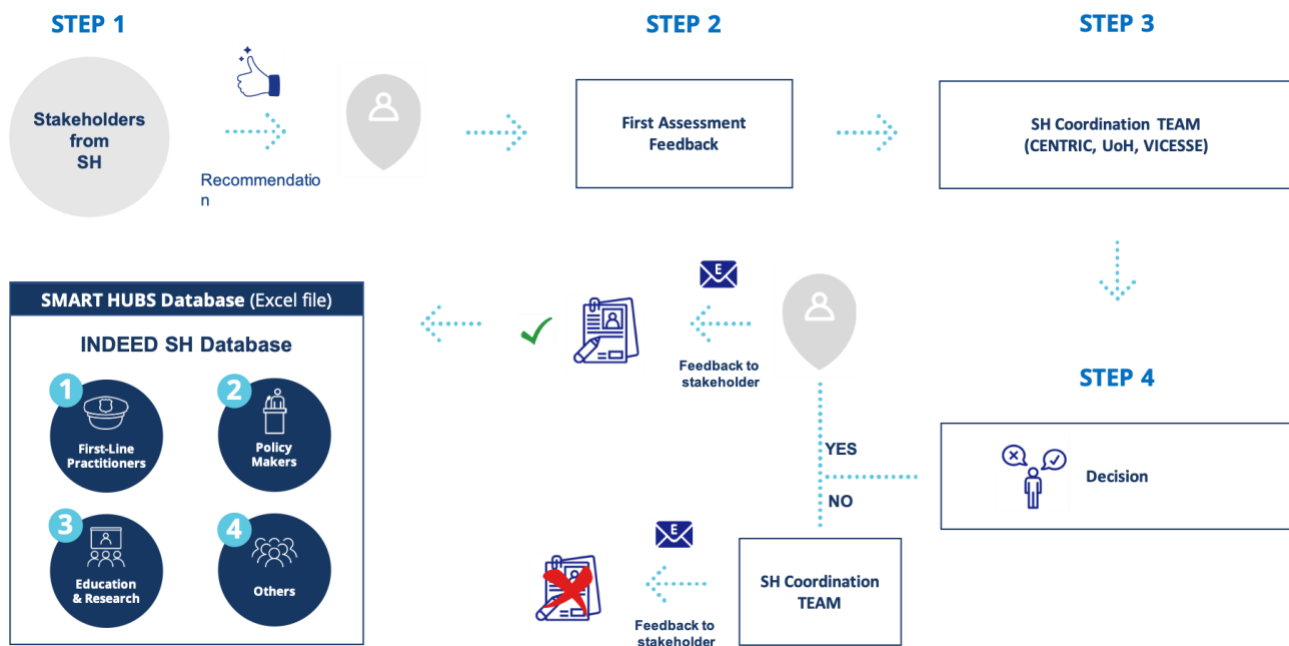 STEP 1
Stakeholders
from
SH
Recommendatio
n
STEP 2
First Assessment
Feedback
STEP 3
SH Coordination TEAM
(CENTRIC, UoH, VICESSE)
STEP 4
Decision
YES
NO
E
Feedback to
stakeholder
SH Coordination
TEAM
E
Feedback to
stakeholder
SMART HUBS Database (Excel file)
INDEED SH Database
1
First-Line
Practitioners
2
Policy
Makers
3
Education
& Research
4
Others